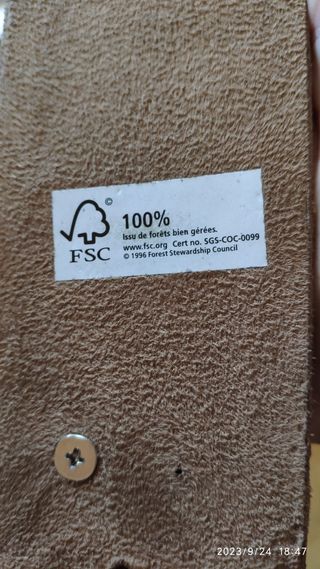 ©
100%
FSC
Issu de forêts bien gérées.
www.fsc.org Cert no. SGS-COC-0099
© 1996 Forest Stewardship Council
2023/9/24 18:47